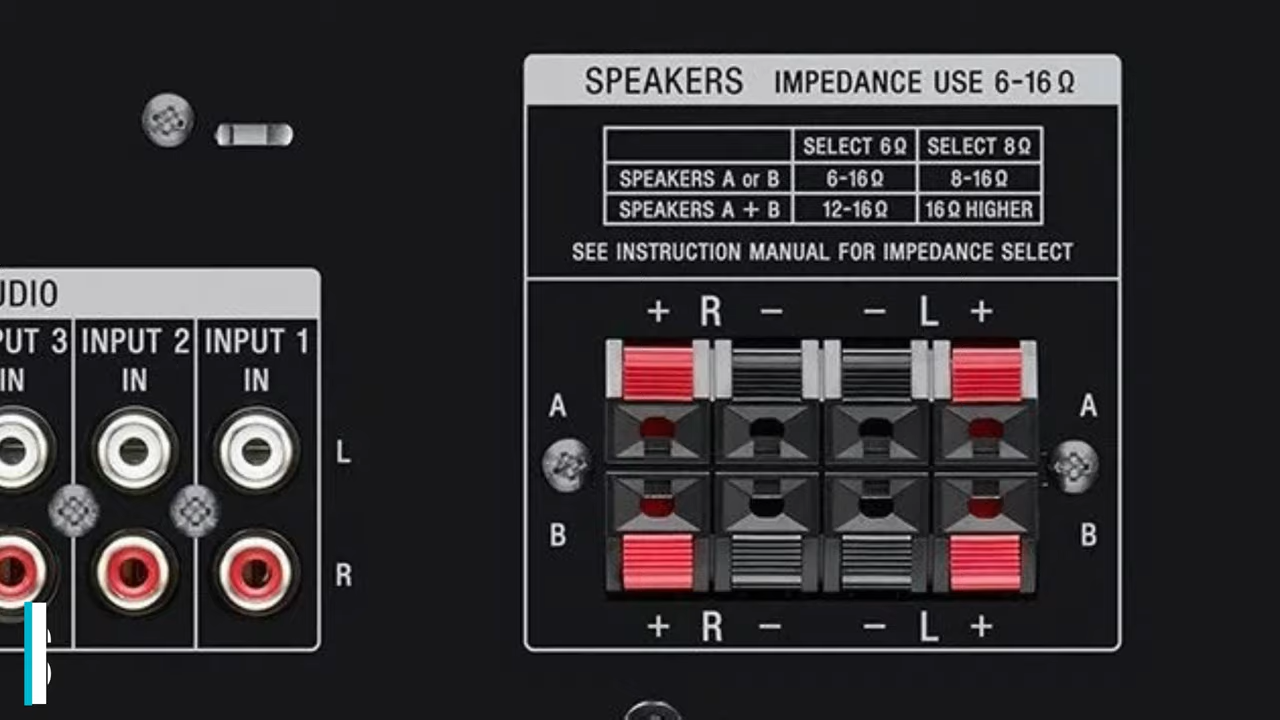 SPEAKERS IMPEDANCE USE 6-16 Ω
SELECT 6Ω SELECT 8Ω
SPEAKERS A or B 6-16Ω 8-16Ω
SPEAKERS A + B 12-16Ω 16Ω HIGHER
SEE INSTRUCTION MANUAL FOR IMPEDANCE SELECT
+ R − − L +
A A
B B
+ R − − L +
UDIO
PUT 3 INPUT 2 INPUT 1
IN IN IN
L
R